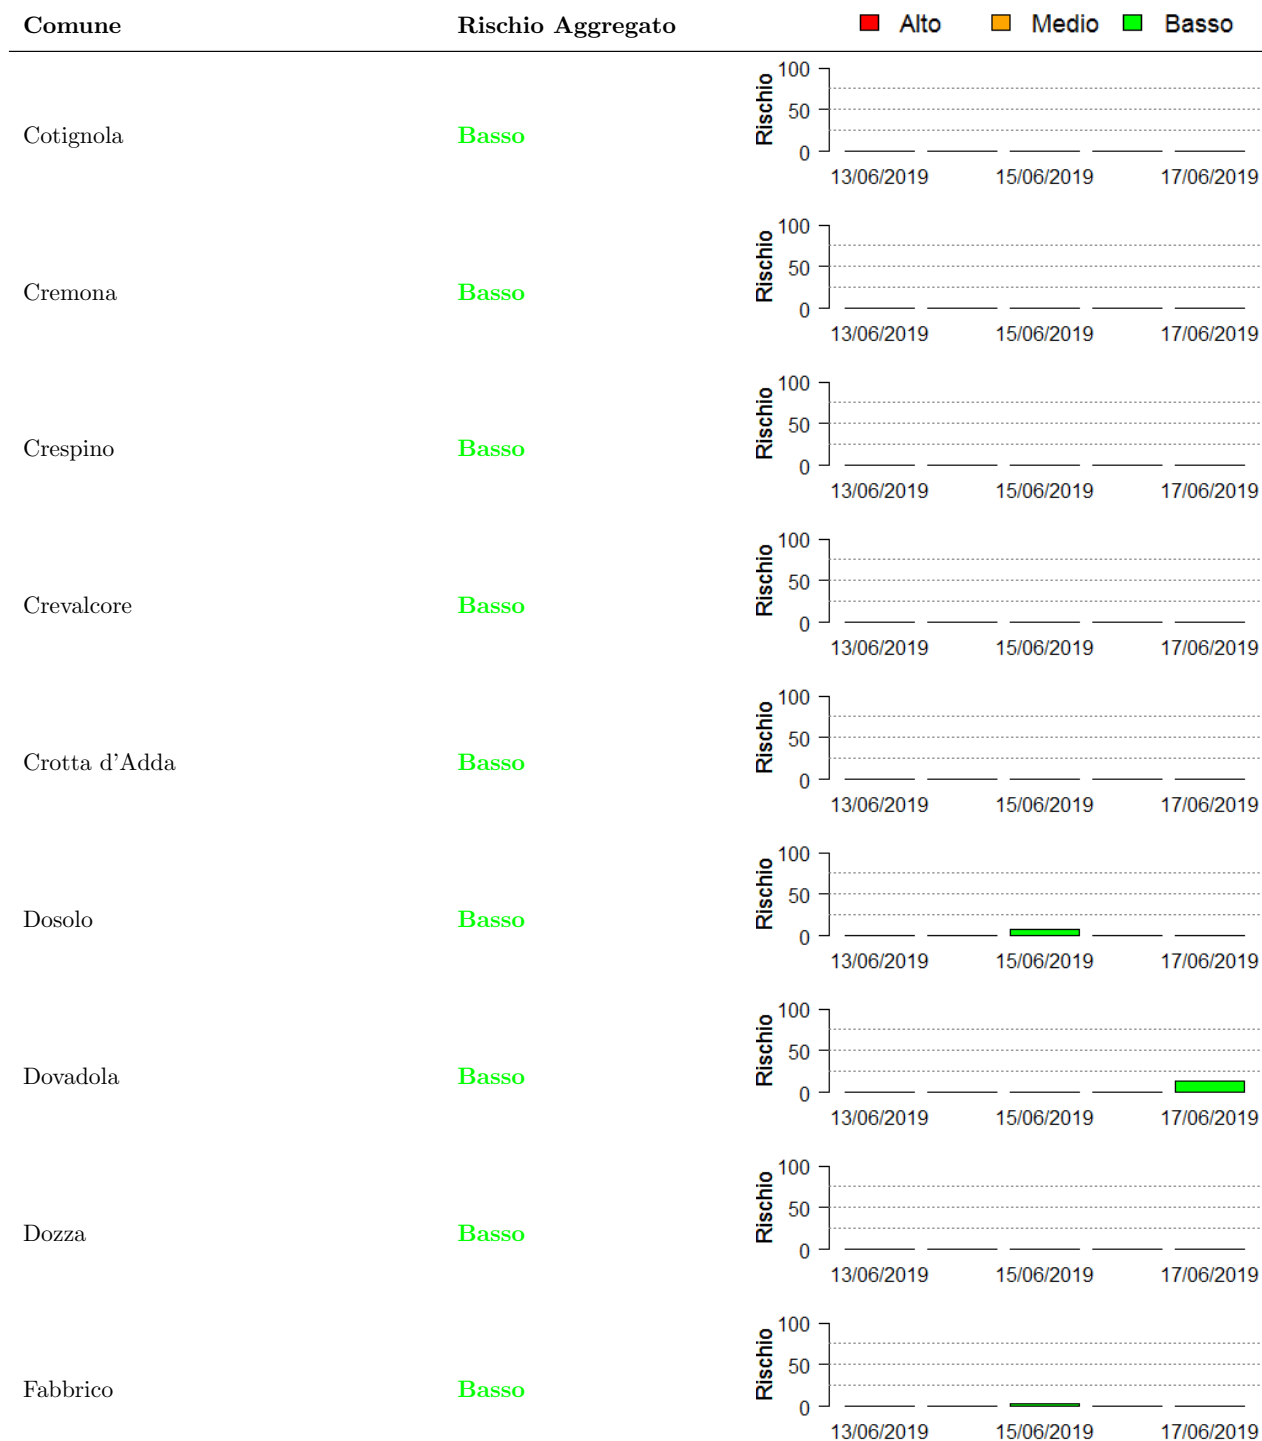 Comune Rischio Aggregato Alto Medio Basso
Cotignola Basso Rischio 100 50 0
13/06/2019 15/06/2019 17/06/2019
Cremona Basso Rischio 100 50 0
13/06/2019 15/06/2019 17/06/2019
Crespino Basso Rischio 100 50 0
13/06/2019 15/06/2019 17/06/2019
Crevalcore Basso Rischio 100 50 0
13/06/2019 15/06/2019 17/06/2019
Crotta d'Adda Basso Rischio 100 50 0
13/06/2019 15/06/2019 17/06/2019
Dosolo Basso Rischio 100 50 0
13/06/2019 15/06/2019 17/06/2019
Dovadola Basso Rischio 100 50 0
13/06/2019 15/06/2019 17/06/2019
Dozza Basso Rischio 100 50 0
13/06/2019 15/06/2019 17/06/2019
Fabbrico Basso Rischio 100 50 0
13/06/2019 15/06/2019 17/06/2019